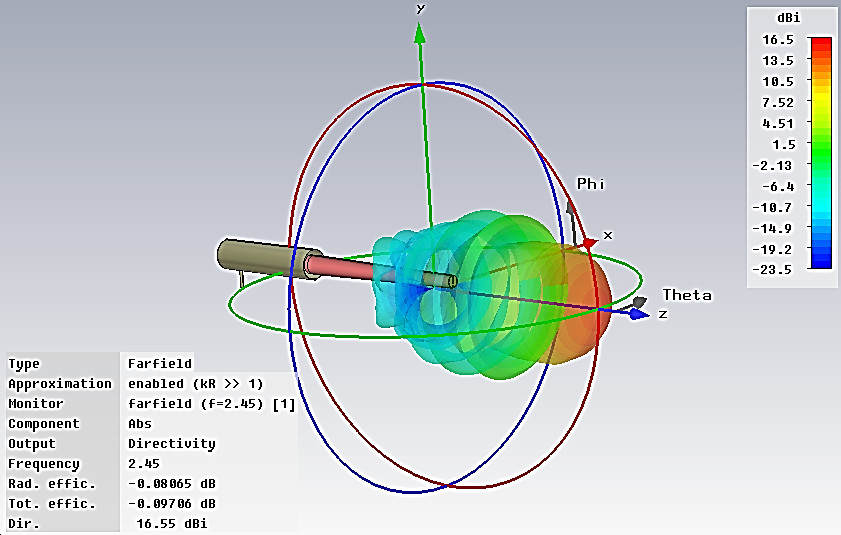 y
dBi
16.5
13.5
10.5
7.52
4.51
1.5
-2.13
-6.4
-10.7
-14.9
-19.2
-23.5
Phi
x
Theta
z
Type Farfield
Approximation enabled (kR >> 1)
Monitor farfield (f=2.45) [1]
Component Abs
Output Directivity
Frequency 2.45
Rad. effic. -0.08065 dB
Tot. effic. -0.09706 dB
Dir. 16.55 dBi